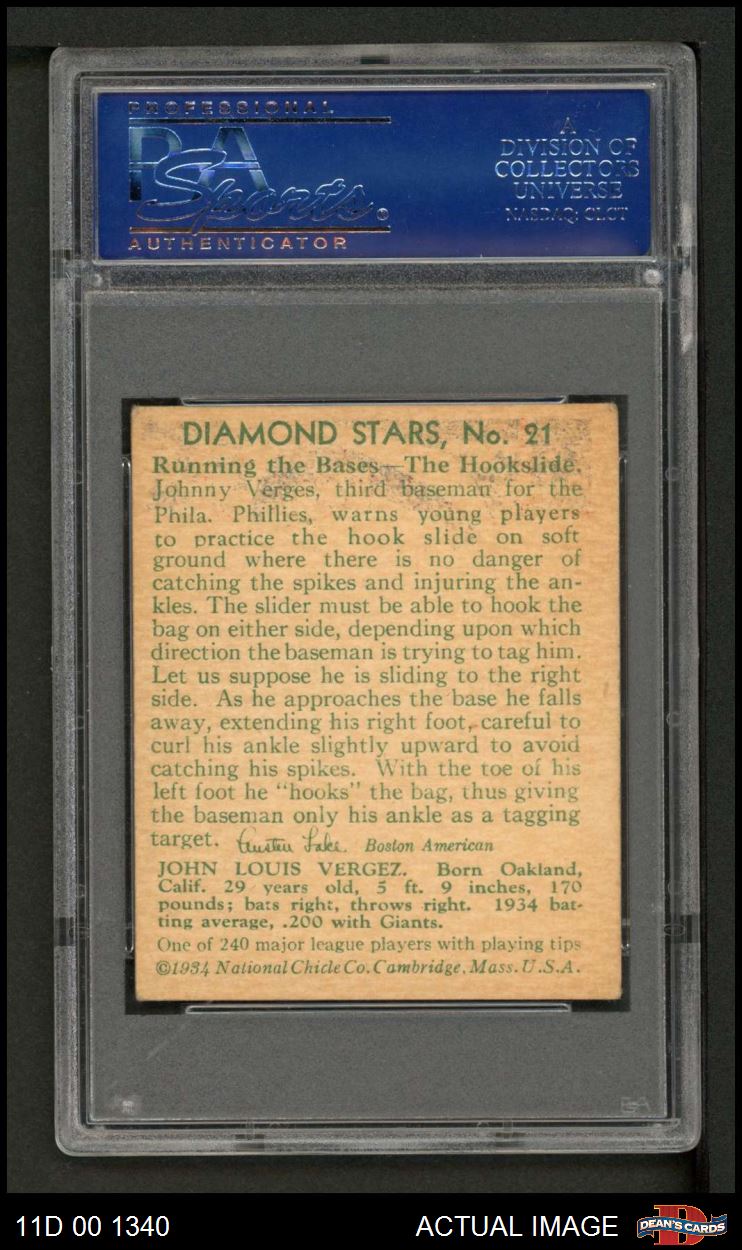 PROFESSIONAL
PSA
Sports®
AUTHENTICATOR
A
DIVISION OF
COLLECTORS
UNIVERSE
NASDAQ: CLCT
DIAMOND STARS, No. 21
Running the Bases—The Hookslide.
Johnny Verges, third baseman for the
Phila. Phillies, warns young players
to practice the hook slide on soft
ground where there is no danger of
catching the spikes and injuring the an-
kles. The slider must be able to hook the
bag on either side, depending upon which
direction the baseman is trying to tag him.
Let us suppose he is sliding to the right
side. As he approaches the base he falls
away, extending his right foot, careful to
curl his ankle slightly upward to avoid
catching his spikes. With the toe of his
left foot he "hooks" the bag, thus giving
the baseman only his ankle as a tagging
target. Austen Lake. Boston American
JOHN LOUIS VERGEZ. Born Oakland,
Calif. 29 years old, 5 ft. 9 inches, 170
pounds; bats right, throws right. 1934 bat-
ting average, .200 with Giants.
One of 240 major league players with playing tips
©1934 National Chicle Co. Cambridge, Mass. U.S.A.
PSA
11D 00 1340
ACTUAL IMAGE
D
DEAN'S CARDS